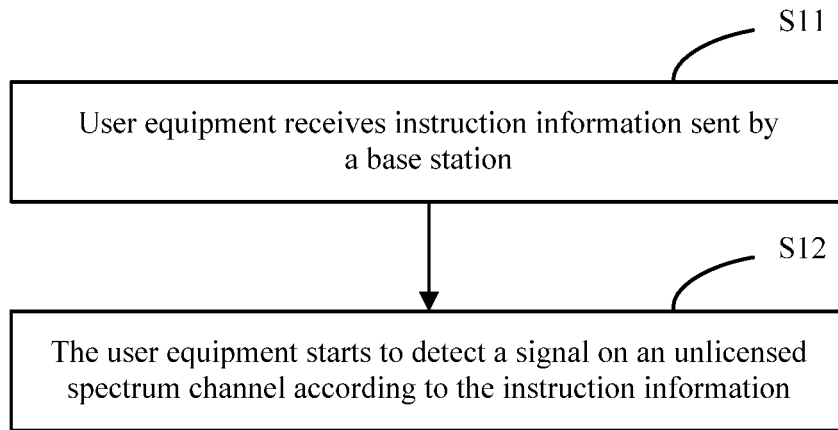 S11
User equipment receives instruction information sent by
a base station
S12
The user equipment starts to detect a signal on an unlicensed
spectrum channel according to the instruction information